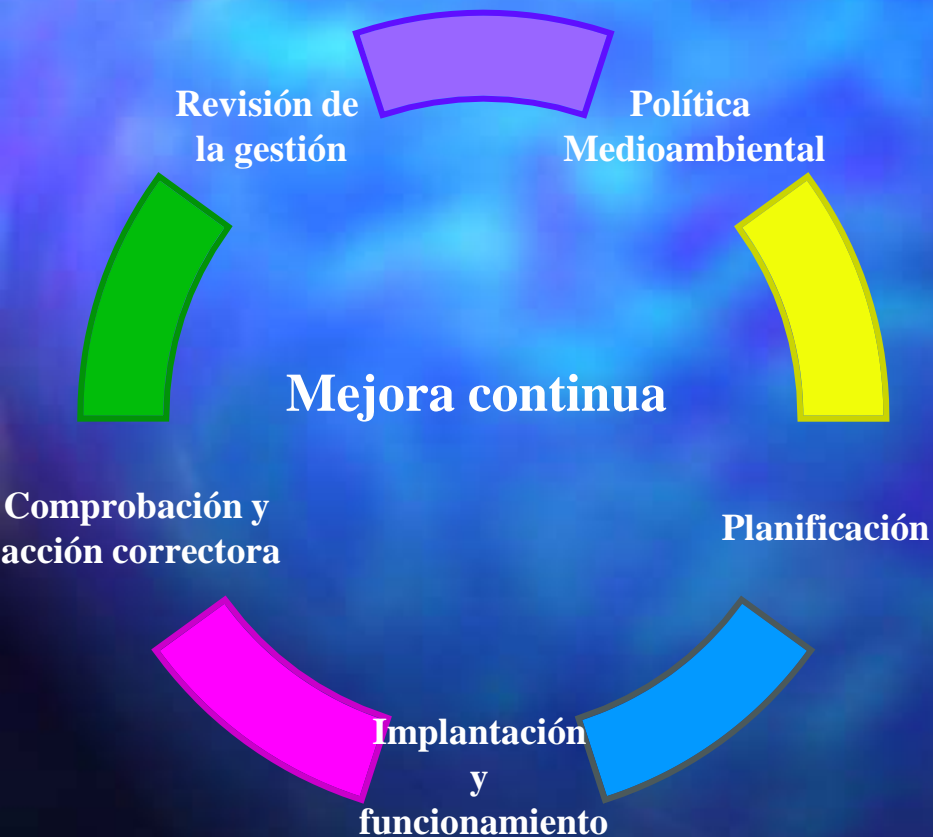 Revisión de
la gestión
Política
Medioambiental
Mejora continua
Comprobación y
acción correctora
Planificación
Implantación
y
funcionamiento